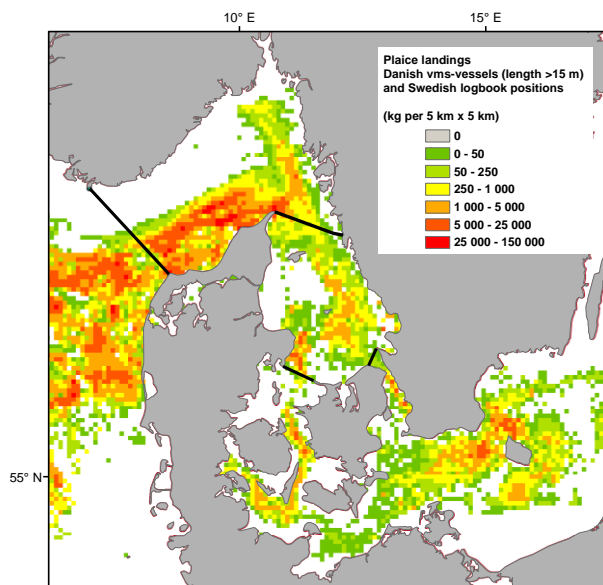 10° E
15° E
Plaice landings
Danish vms-vessels (length >15 m)
and Swedish logbook positions
(kg per 5 km x 5 km)
0
0 - 50
50 - 250
250 - 1 000
1 000 - 5 000
5 000 - 25 000
25 000 - 150 000
55° N